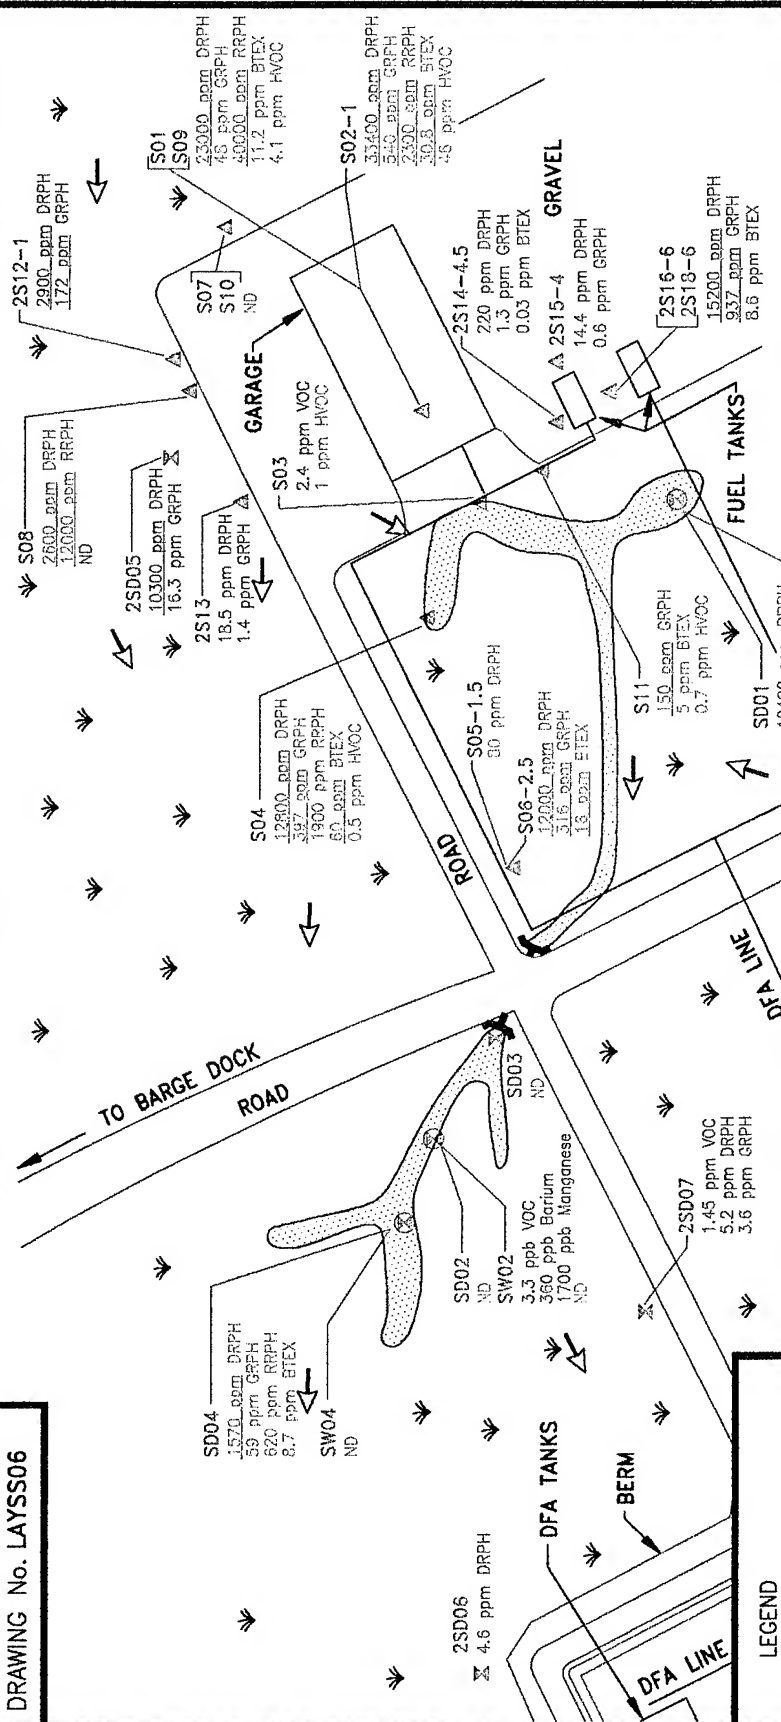 DRAWING No. LAYSS06
S01
S09
23000 ppm DRPH
48 ppm GRPH
40000 ppm RRPH
11.2 ppm BTEX
4.1 ppm HVOC
S02-1
33400 ppm DRPH
540 ppm GRPH
2300 ppm RRPH
30.8 ppm BTEX
46 ppm HVOC
2S12-1
2900 ppm DRPH
172 ppm GRPH
S07
S10
ND
GRAVEL
2S14-4.5
220 ppm DRPH
1.3 ppm GRPH
0.03 ppm BTEX
2S15-4
14.4 ppm DRPH
0.6 ppm GRPH
2S16-6
2S18-6
15200 ppm DRPH
937 ppm GRPH
8.6 ppm BTEX
GARAGE
S03
2.4 ppm VOC
1 ppm HVOC
FUEL TANKS
S08
2600 ppm DRPH
12000 ppm RRPH
ND
2SD05
10300 ppm DRPH
16.3 ppm GRPH
2S13
18.5 ppm DRPH
1.4 ppm GRPH
S04
12800 ppm DRPH
397 ppm GRPH
1900 ppm RRPH
60 ppm BTEX
0.5 ppm HVOC
S05-1.5
80 ppm DRPH
S06-2.5
12000 ppm DRPH
316 ppm GRPH
16 ppm BTEX
S11
150 ppm GRPH
5 ppm BTEX
0.7 ppm HVOC
SD01
ROAD
DFA LINE
TO BARGE DOCK
ROAD
SD03
ND
SD02
ND
SW02
3.3 ppb VOC
360 ppb Barium
1700 ppb Manganese
ND
2SD07
1.45 ppm VOC
5.2 ppm DRPH
3.6 ppm GRPH
SD04
1570 ppm DRPH
59 ppm GRPH
620 ppm RRPH
8.7 ppm BTEX
SW04
ND
2SD06
4.6 ppm DRPH
DFA TANKS
BERM
DFA LINE
LEGEND